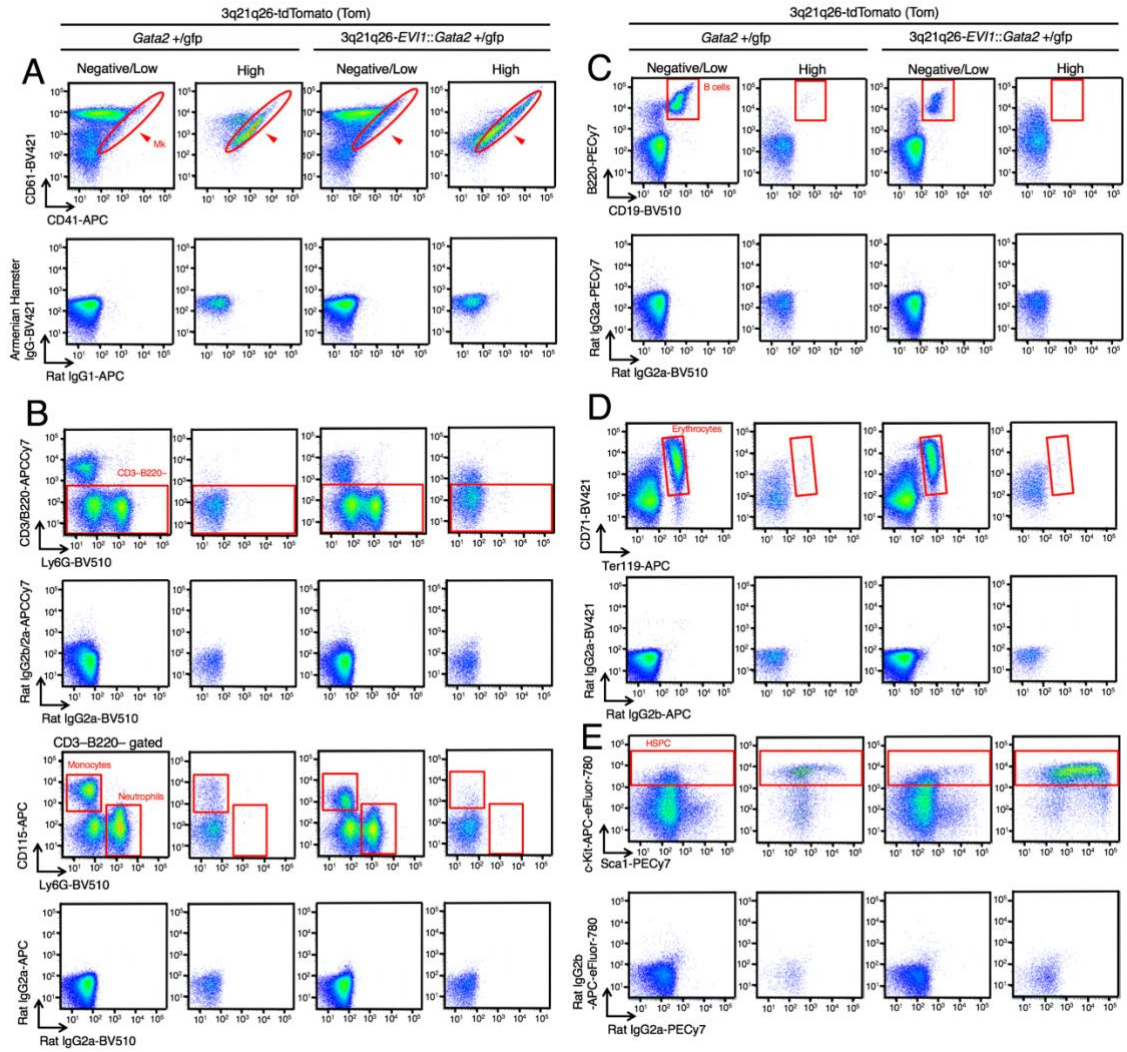 3q21q26-tdTomato (Tom)
Gata2 +/gfp
3q21q26-EVI1::Gata2 +/gfp
A
Negative/Low
High
Negative/Low
High
CD61-BV421
Mk
CD41-APC
Armenian Hamster
IgG-BV421
Rat IgG1-APC
B
CD3/B220-APCCy7
CD3–B220–
Ly6G-BV510
Rat IgG2b/2a-APCCy7
Rat IgG2a-BV510
CD3–B220– gated
Monocytes
Neutrophils
CD115-APC
Ly6G-BV510
Rat IgG2a-APC
Rat IgG2a-BV510
3q21q26-tdTomato (Tom)
Gata2 +/gfp
3q21q26-EVI1::Gata2 +/gfp
C
Negative/Low
High
Negative/Low
High
B cells
B220-PECy7
CD19-BV510
Rat IgG2a-PECy7
Rat IgG2a-BV510
D
Erythrocytes
CD71-BV421
Ter119-APC
Rat IgG2a-BV421
Rat IgG2b-APC
E
HSPC
c-Kit-APC-eFluor-780
Sca1-PECy7
Rat IgG2b
-APC-eFluor-780
Rat IgG2a-PECy7